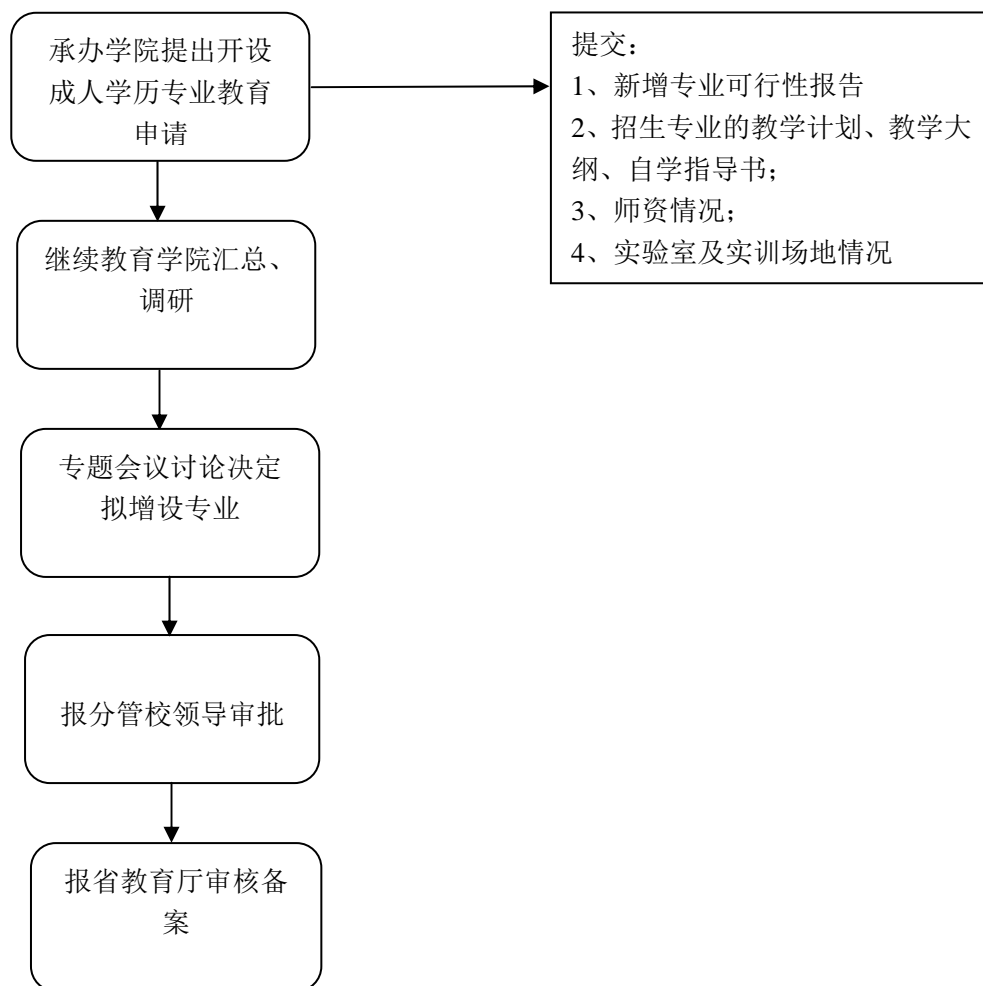 承办学院提出开设
成人学历专业教育
申请
提交：
1、新增专业可行性报告
2、招生专业的教学计划、教学大
纲、自学指导书；
3、师资情况；
4、实验室及实训场地情况
继续教育学院汇总、
调研
专题会议讨论决定
拟增设专业
报分管校领导审批
报省教育厅审核备
案